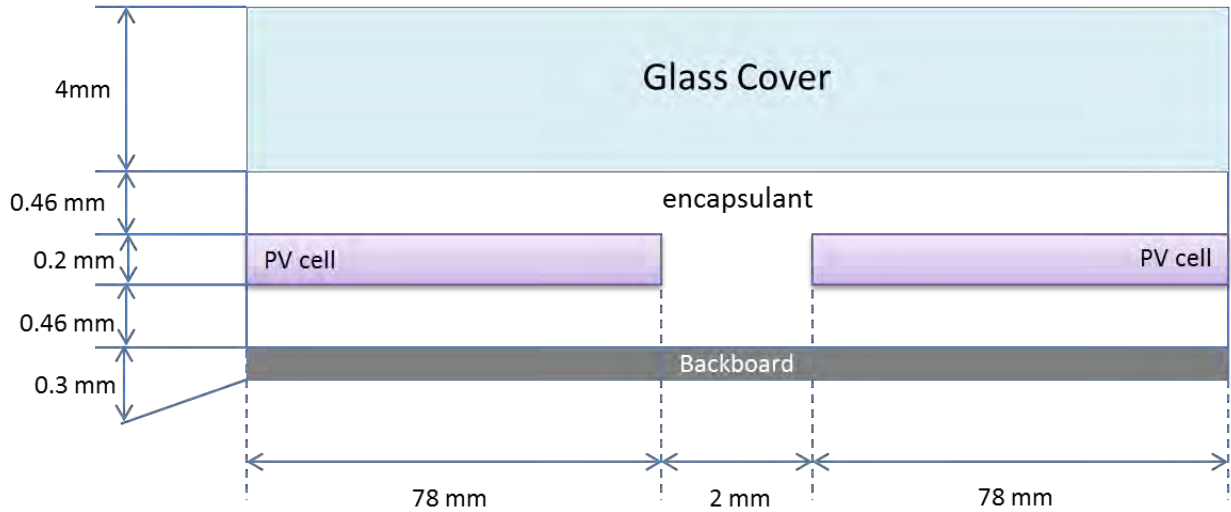 Glass Cover
4mm
encapsulant
0.46 mm
PV cell
PV cell
0.2 mm
0.46 mm
Backboard
0.3 mm
78 mm
2 mm
78 mm